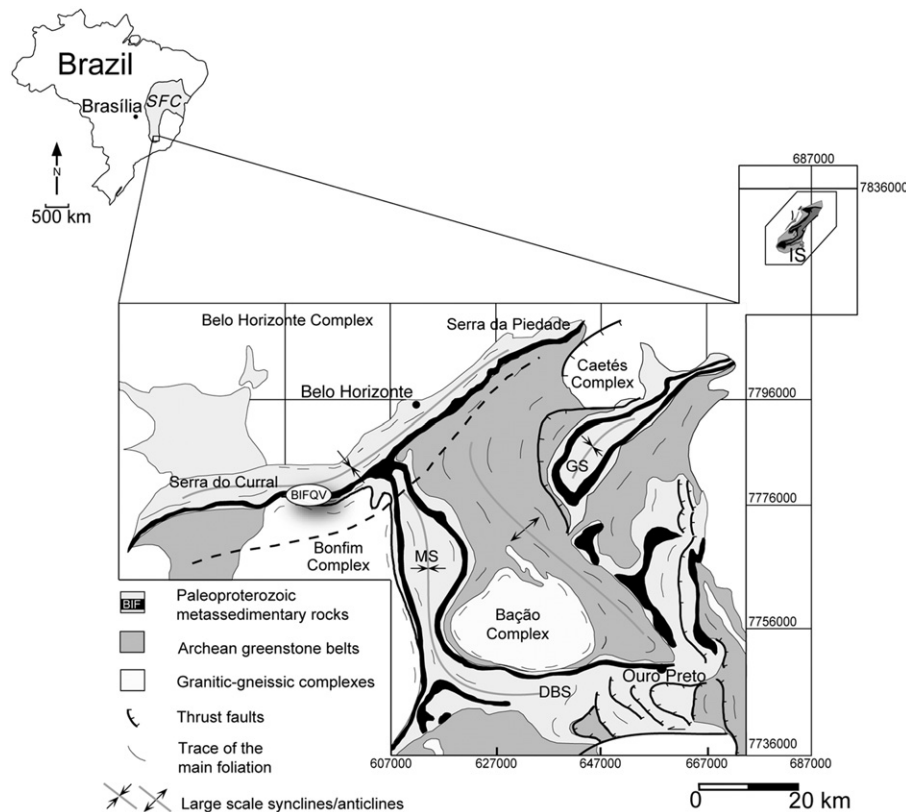 Brazil
SFC
Brasília
N
500 km
687000
7836000
IS
Belo Horizonte Complex
Serra da Piedade
Caetés
Complex
Belo Horizonte
7796000
GS
Serra do Curral
BIFQV
7776000
Bonfim
Complex
MS
Bação
Complex
7756000
Ouro Preto
DBS
7736000
607000
627000
647000
667000
687000
BIF
Paleoproterozoic
metassedimentary rocks
Archean greenstone belts
Granitic-gneissic complexes
Thrust faults
Trace of the
main foliation
Large scale synclines/anticlines
0
20 km